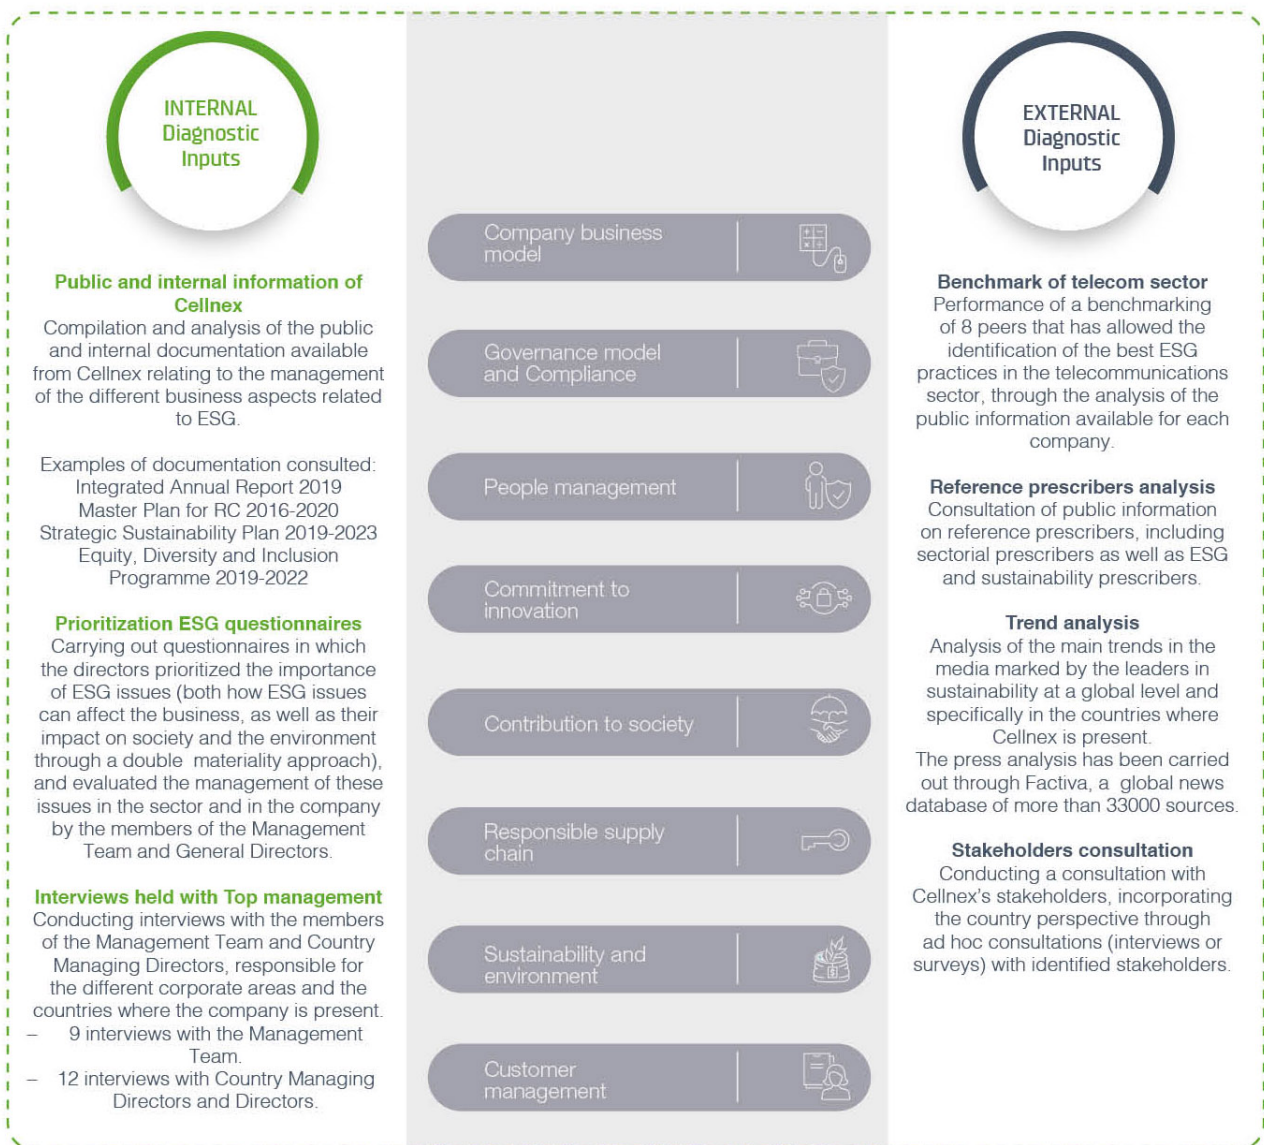 INTERNAL
Diagnostic
Inputs
Public and internal information of
Cellnex
Compilation and analysis of the public
and internal documentation available
from Cellnex relating to the management
of the different business aspects related
to ESG.
Examples of documentation consulted:
Integrated Annual Report 2019
Master Plan for RC 2016-2020
Strategic Sustainability Plan 2019-2023
Equity, Diversity and Inclusion
Programme 2019-2022
Prioritization ESG questionnaires
Carrying out questionnaires in which
the directors prioritized the importance
of ESG issues (both how ESG issues
can affect the business, as well as their
impact on society and the environment
through a double materiality approach),
and evaluated the management of these
issues in the sector and in the company
by the members of the Management
Team and General Directors.
Interviews held with Top management
Conducting interviews with the members
of the Management Team and Country
Managing Directors, responsible for
the different corporate areas and the
countries where the company is present.
– 9 interviews with the Management
Team.
– 12 interviews with Country Managing
Directors and Directors.
Company business
model
Governance model
and Compliance
People management
Commitment to
innovation
Contribution to society
Responsible supply
chain
Sustainability and
environment
Customer
management
EXTERNAL
Diagnostic
Inputs
Benchmark of telecom sector
Performance of a benchmarking
of 8 peers that has allowed the
identification of the best ESG
practices in the telecommunications
sector, through the analysis of the
public information available for each
company.
Reference prescribers analysis
Consultation of public information
on reference prescribers, including
sectorial prescribers as well as ESG
and sustainability prescribers.
Trend analysis
Analysis of the main trends in the
media marked by the leaders in
sustainability at a global level and
specifically in the countries where
Cellnex is present.
The press analysis has been carried
out through Factiva, a global news
database of more than 33000 sources.
Stakeholders consultation
Conducting a consultation with
Cellnex's stakeholders, incorporating
the country perspective through
ad hoc consultations (interviews or
surveys) with identified stakeholders.